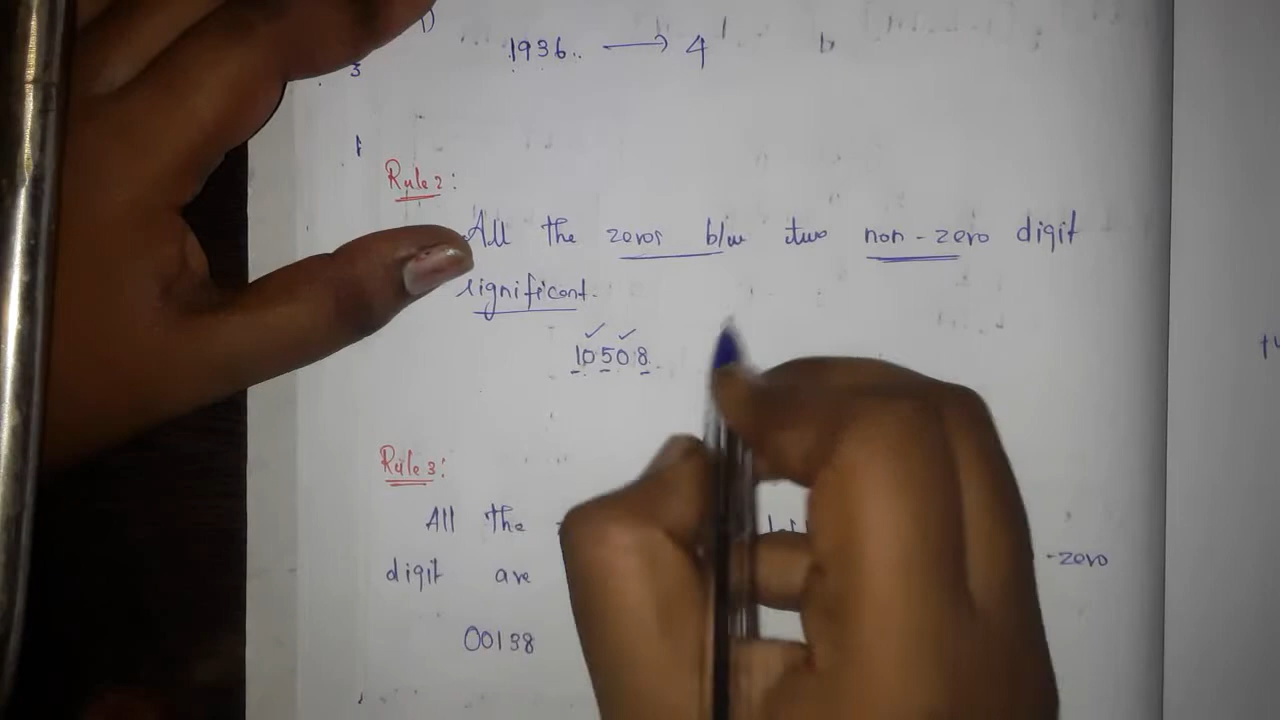 1)
1936. → 4
Rule 2:
All the zeros b/w two non-zero digit
significant.
10508
Rule 3:
All the
digit are -zero
00138